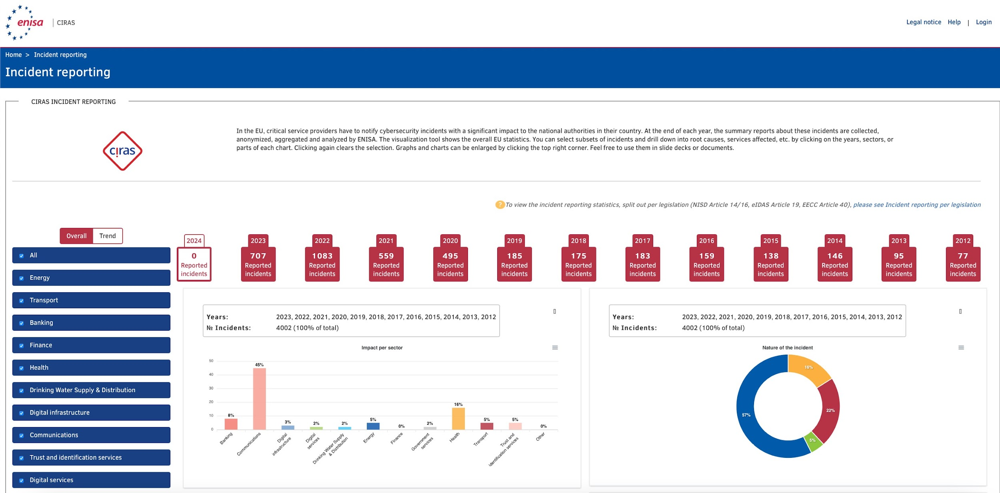 enisa | CIRAS
Legal notice Help | Login
Home > Incident reporting
Incident reporting
CIRAS INCIDENT REPORTING
ciras
In the EU, critical service providers have to notify cybersecurity incidents with a significant impact to the national authorities in their country. At the end of each year, the summary reports about these incidents are collected,
anonymized, aggregated and analyzed by ENISA. The visualization tool shows the overall EU statistics. You can select subsets of incidents and drill down into root causes, services affected, etc. by clicking on the years, sectors, or
parts of each chart. Clicking again clears the selection. Graphs and charts can be enlarged by clicking the top right corner. Feel free to use them in slide decks or documents.
? To view the incident reporting statistics, split out per legislation (NISD Article 14/16, eIDAS Article 19, EECC Article 40), please see Incident reporting per legislation
Overall Trend
All
Energy
Transport
Banking
Finance
Health
Drinking Water Supply & Distribution
Digital infrastructure
Communications
Trust and identification services
Digital services
2024
0
Reported
incidents
2023
707
Reported
incidents
2022
1083
Reported
incidents
2021
559
Reported
incidents
2020
495
Reported
incidents
2019
185
Reported
incidents
2018
175
Reported
incidents
2017
183
Reported
incidents
2016
159
Reported
incidents
2015
138
Reported
incidents
2014
146
Reported
incidents
2013
95
Reported
incidents
2012
77
Reported
incidents
Years: 2023, 2022, 2021, 2020, 2019, 2018, 2017, 2016, 2015, 2014, 2013, 2012
№ Incidents: 4002 (100% of total)
Impact per sector
50
40
30
20
10
0
8%
45%
3%
2%
2%
5%
0%
2%
16%
5%
5%
0%
Banking
Communications
Digital
infrastructure
Digital
services
Drinking Water Supply
& Distribution
Energy
Finance
Government
services
Health
Transport
Trust and
identification services
Other
Years: 2023, 2022, 2021, 2020, 2019, 2018, 2017, 2016, 2015, 2014, 2013, 2012
№ Incidents: 4002 (100% of total)
Nature of the incident
16%
22%
5%
57%